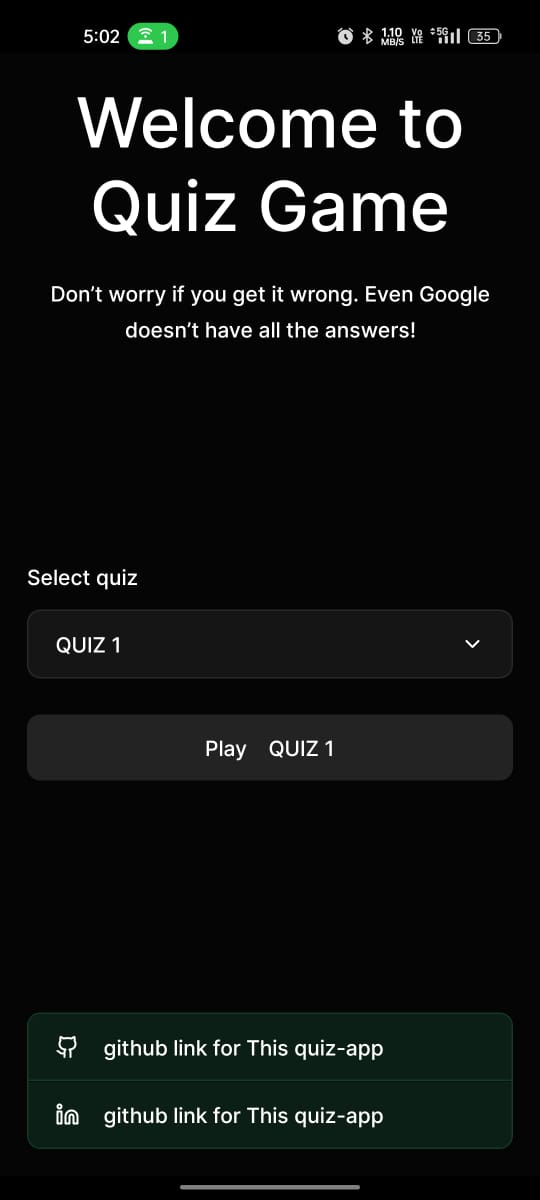 5:02 1 1.10 MB/S Vo LTE 5G 35
Welcome to
Quiz Game
Don’t worry if you get it wrong. Even Google
doesn’t have all the answers!
Select quiz
QUIZ 1
Play QUIZ 1
github link for This quiz-app
github link for This quiz-app